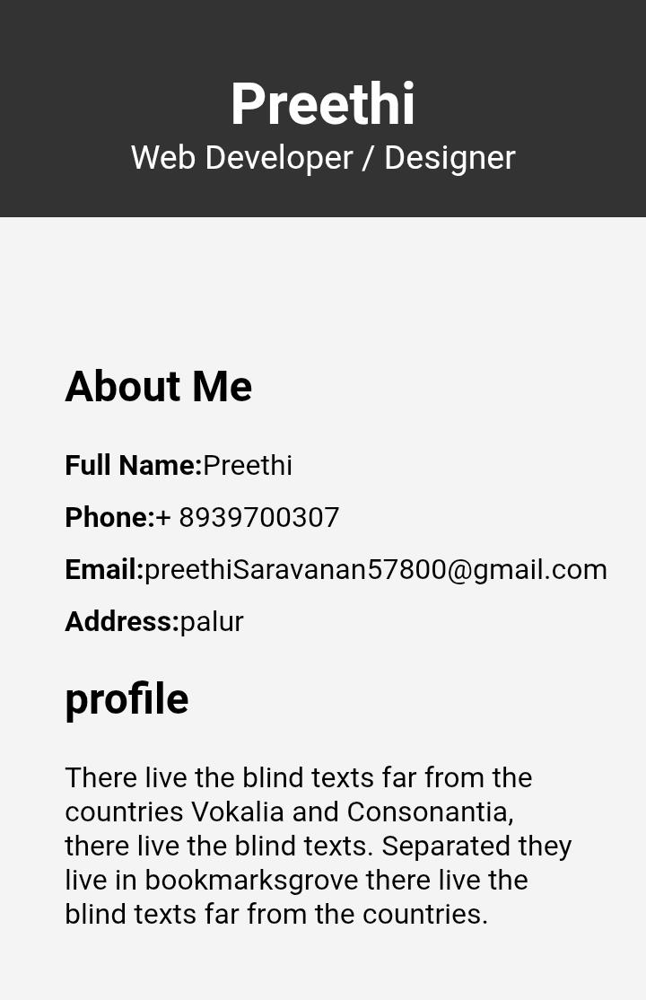 Preethi
Web Developer / Designer
About Me
Full Name:Preethi
Phone:+ 8939700307
Email:preethiSaravanan57800@gmail.com
Address:palur
profile
There live the blind texts far from the
countries Vokalia and Consonantia,
there live the blind texts. Separated they
live in bookmarksgrove there live the
blind texts far from the countries.